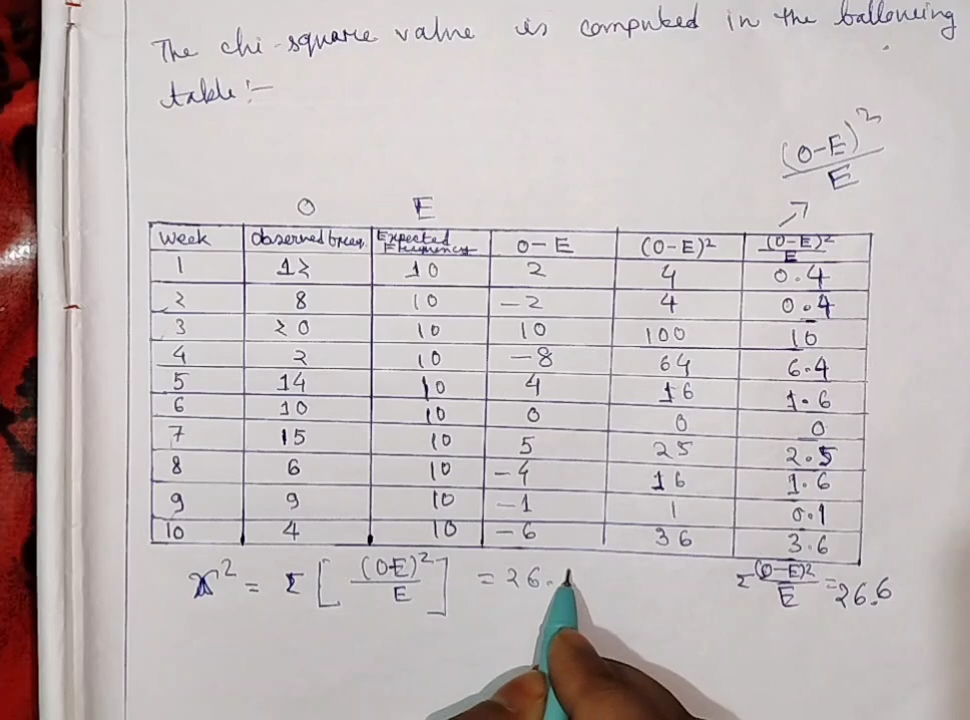 The chi-square value is computed in the following
table:-
(O-E)²
E
O E
Week Observed freq. Expected Frequency O-E (O-E)² (O-E)²/E
1 12 10 2 4 0.4
2 8 10 -2 4 0.4
3 20 10 10 100 10
4 2 10 -8 64 6.4
5 14 10 4 16 1.6
6 10 10 0 0 0
7 15 10 5 25 2.5
8 6 10 -4 16 1.6
9 9 10 -1 1 0.1
10 4 10 -6 36 3.6
χ² = Σ [(O-E)²/E] = 26. Σ (O-E)²/E = 26.6